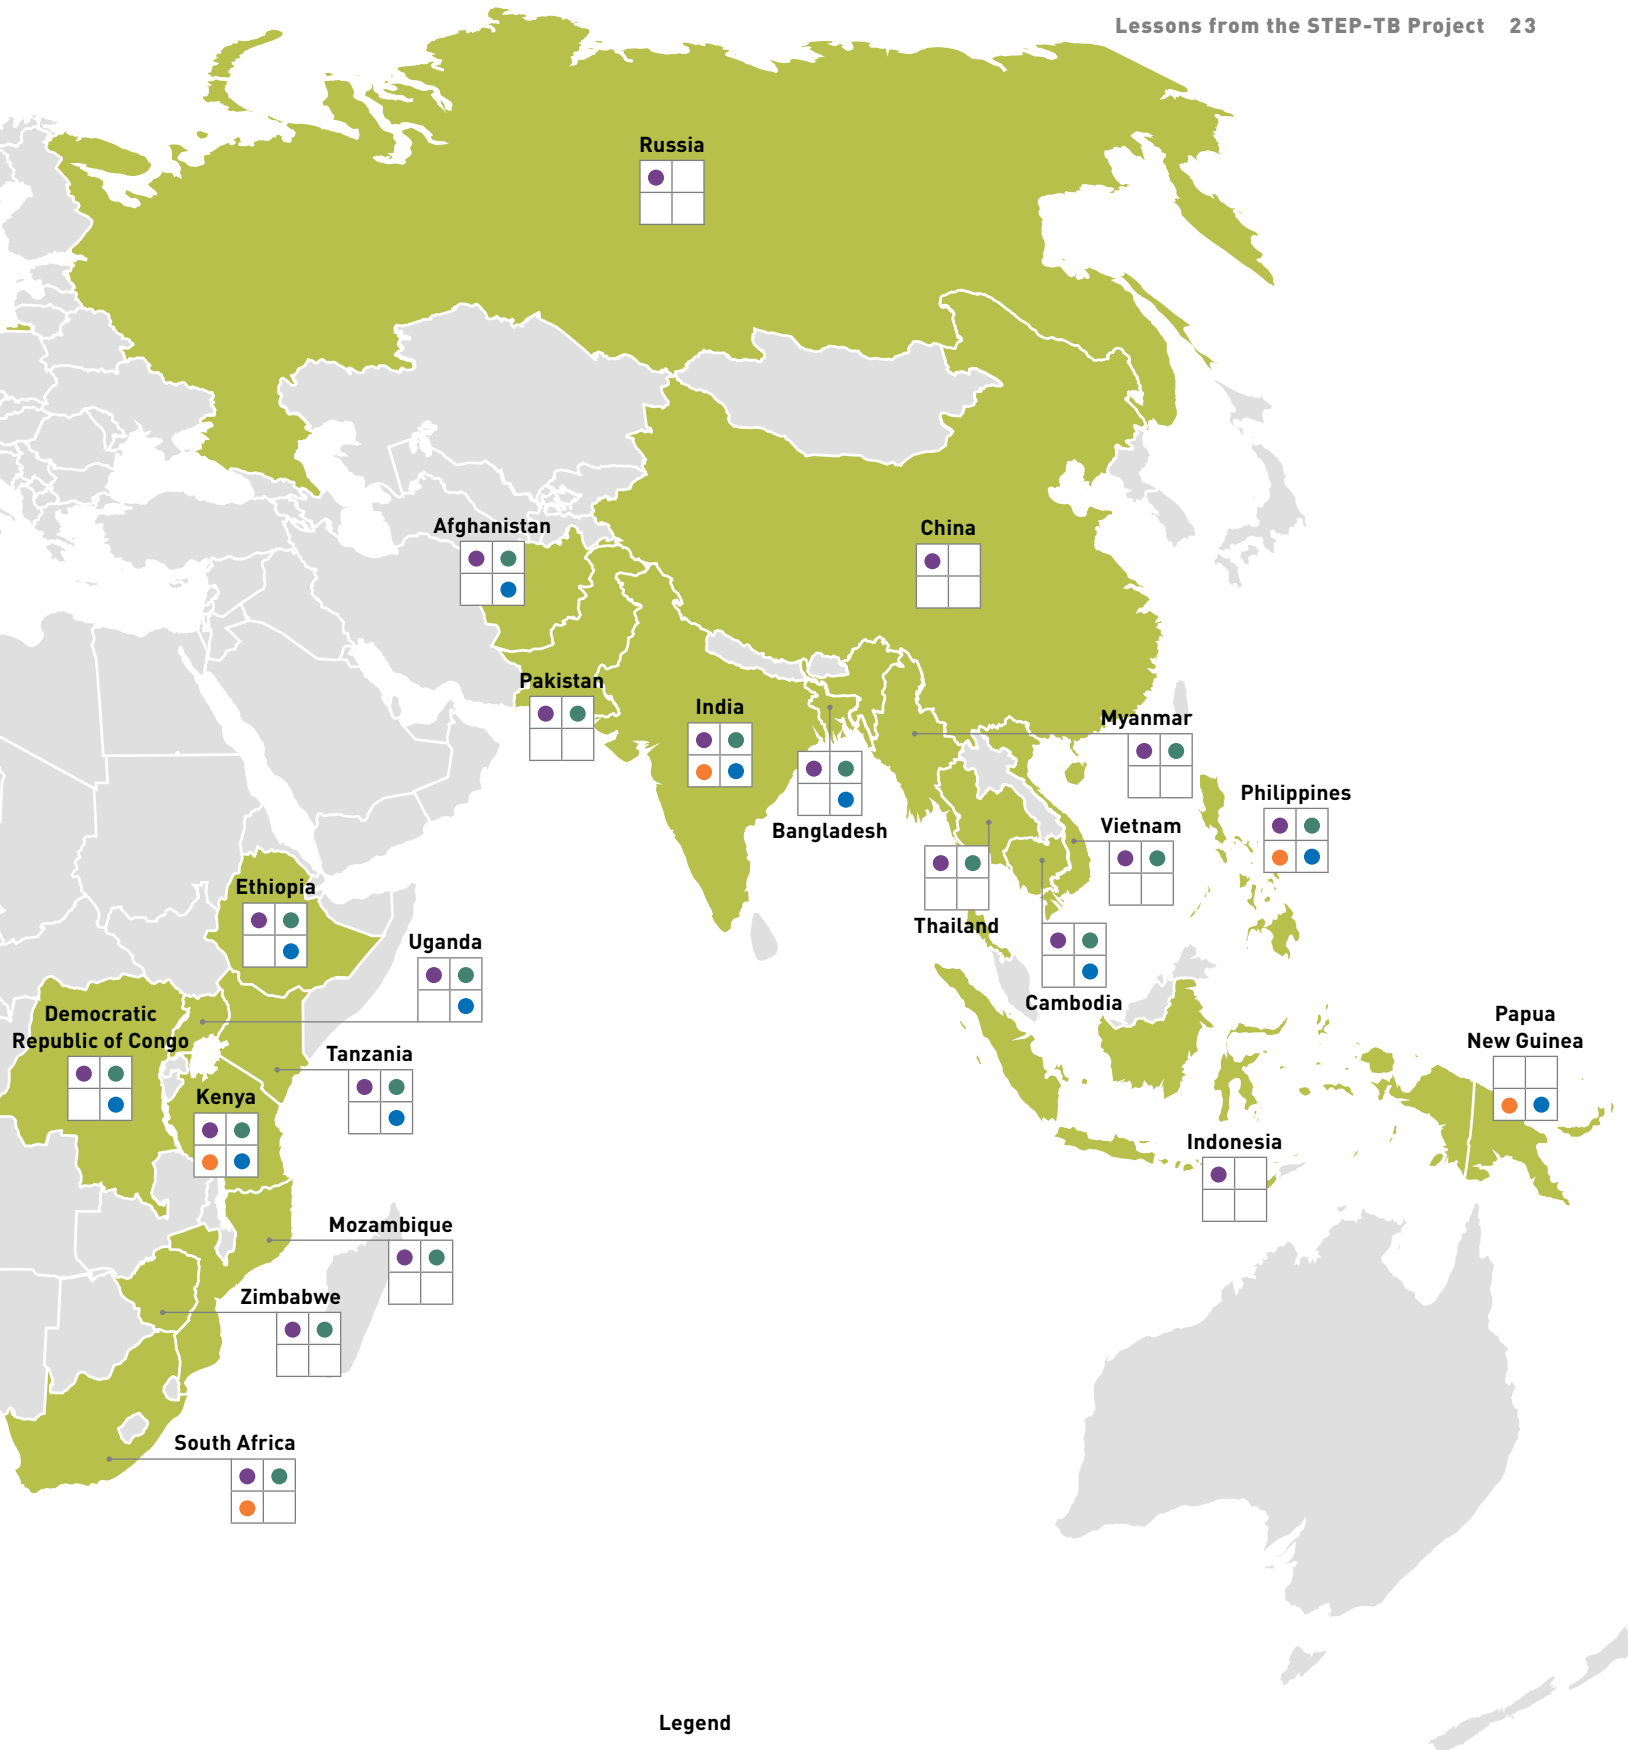 Lessons from the STEP-TB Project 23
Russia
Afghanistan
China
Pakistan
India
Myanmar
Philippines
Bangladesh
Vietnam
Ethiopia
Thailand
Uganda
Cambodia
Democratic
Republic of Congo
Papua
New Guinea
Tanzania
Kenya
Indonesia
Mozambique
Zimbabwe
South Africa
Legend